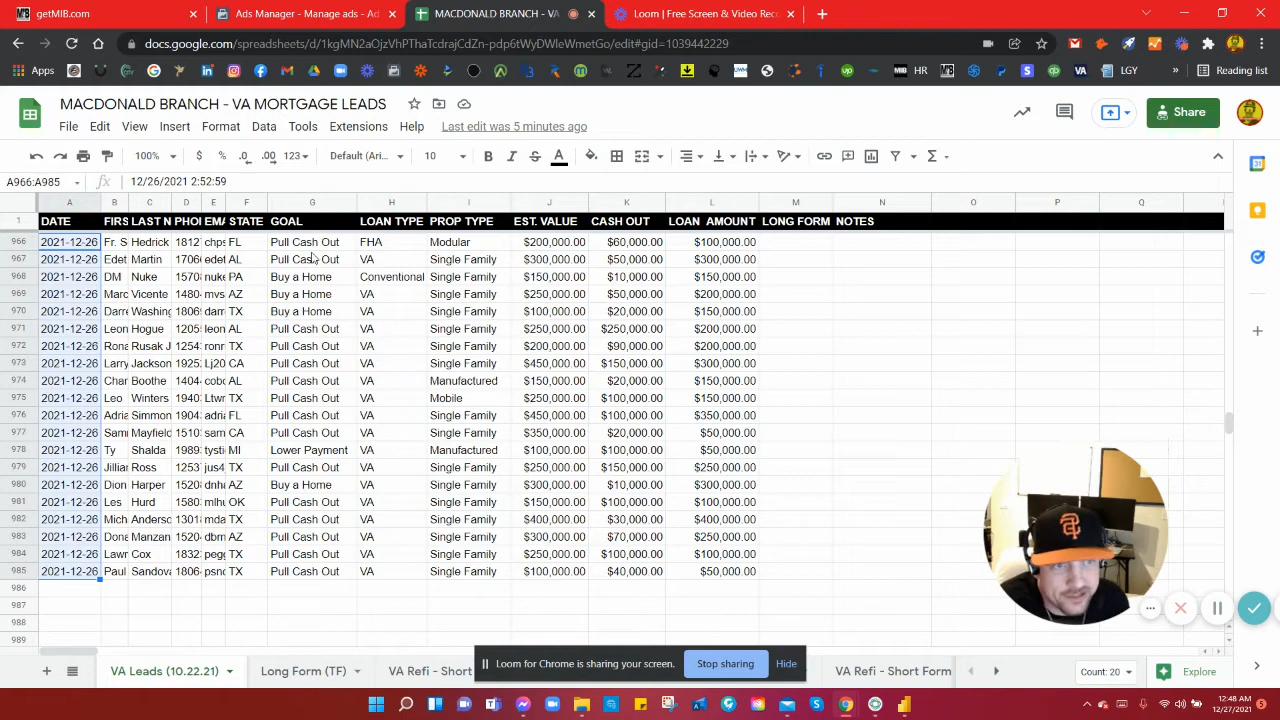 getMIB.com
Ads Manager - Manage ads - Ad
MACDONALD BRANCH - VA
Loom | Free Screen & Video Rec
docs.google.com/spreadsheets/d/1kgMN2aOjzVhPThaTcdrajCdZn-pdp6tWyDWleWmetGo/edit#gid=1039442229
Apps
HR
LGY
Reading list
MACDONALD BRANCH - VA MORTGAGE LEADS
File Edit View Insert Format Data Tools Extensions Help Last edit was 5 minutes ago
Share
100% $ % .0 .00 123 Default (Ari... 10 B I S A
A966:A985 fx 12/26/2021 2:52:59
A B C D E F G H I J K L M N O P Q
1 DATE FIRS LAST N PHO EMA STATE GOAL LOAN TYPE PROP TYPE EST. VALUE CASH OUT LOAN AMOUNT LONG FORM NOTES
966 2021-12-26 Fr. S Hedrick 1812 chps FL Pull Cash Out FHA Modular $200,000.00 $60,000.00 $100,000.00
967 2021-12-26 Edet Martin 1706 edet AL Pull Cash Out VA Single Family $300,000.00 $50,000.00 $300,000.00
968 2021-12-26 DM Nuke 1570 nuke PA Buy a Home Conventional Single Family $150,000.00 $10,000.00 $150,000.00
969 2021-12-26 Marc Vicente 1480 mvs AZ Buy a Home VA Single Family $250,000.00 $50,000.00 $200,000.00
970 2021-12-26 Darre Washing 1806 darr TX Buy a Home VA Single Family $100,000.00 $20,000.00 $150,000.00
971 2021-12-26 Leon Hogue 1205 leon AL Pull Cash Out VA Single Family $250,000.00 $250,000.00 $200,000.00
972 2021-12-26 Rona Rusak J 1254 ronr TX Pull Cash Out VA Single Family $200,000.00 $90,000.00 $200,000.00
973 2021-12-26 Larry Jackson 1925 Lj20 CA Pull Cash Out VA Single Family $450,000.00 $150,000.00 $300,000.00
974 2021-12-26 Char Boothe 1404 cobc AL Pull Cash Out VA Manufactured $150,000.00 $20,000.00 $150,000.00
975 2021-12-26 Leo Winters 1940 Ltwr TX Pull Cash Out VA Mobile $250,000.00 $100,000.00 $150,000.00
976 2021-12-26 Adria Simmon 1904 adri FL Pull Cash Out VA Single Family $450,000.00 $100,000.00 $350,000.00
977 2021-12-26 Samr Mayfield 1510 sam CA Pull Cash Out VA Single Family $350,000.00 $20,000.00 $50,000.00
978 2021-12-26 Ty Shalda 1989 tysti MI Lower Payment VA Manufactured $100,000.00 $100,000.00 $50,000.00
979 2021-12-26 Jillian Ross 1253 jus4 TX Pull Cash Out VA Single Family $250,000.00 $150,000.00 $250,000.00
980 2021-12-26 Dion Harper 1520 dnha AZ Buy a Home VA Single Family $300,000.00 $10,000.00 $300,000.00
981 2021-12-26 Les Hurd 1580 mlhu OK Pull Cash Out VA Single Family $150,000.00 $100,000.00 $100,000.00
982 2021-12-26 Mich Anderso 1301 mda TX Pull Cash Out VA Single Family $400,000.00 $30,000.00 $400,000.00
983 2021-12-26 Dona Manzan 1520 dbm AZ Pull Cash Out VA Single Family $300,000.00 $70,000.00 $250,000.00
984 2021-12-26 Lawr Cox 1832 pegg TX Pull Cash Out VA Single Family $250,000.00 $100,000.00 $100,000.00
985 2021-12-26 Paul Sandova 1806 psnc TX Pull Cash Out VA Single Family $100,000.00 $40,000.00 $50,000.00
986
987
988
989
Loom for Chrome is sharing your screen. Stop sharing Hide
VA Leads (10.22.21) Long Form (TF) VA Refi - Short VA Refi - Short Form Count: 20 Explore
12:48 AM
12/27/2021